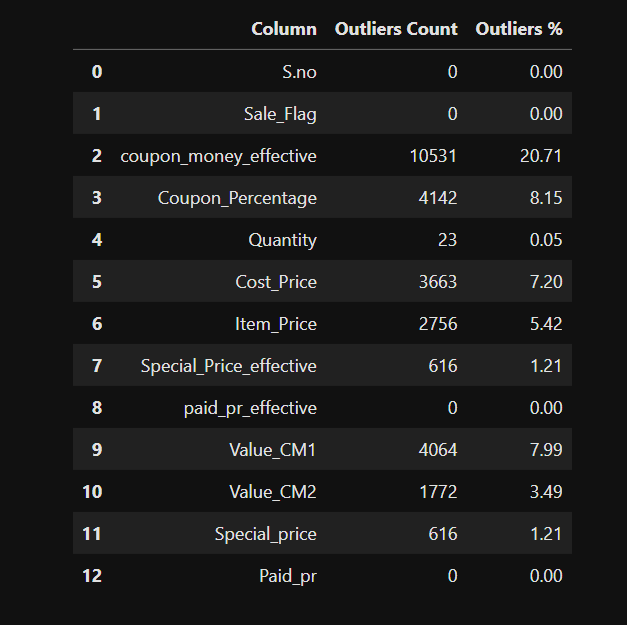 Column Outliers Count Outliers %
0 S.no 0 0.00
1 Sale_Flag 0 0.00
2 coupon_money_effective 10531 20.71
3 Coupon_Percentage 4142 8.15
4 Quantity 23 0.05
5 Cost_Price 3663 7.20
6 Item_Price 2756 5.42
7 Special_Price_effective 616 1.21
8 paid_pr_effective 0 0.00
9 Value_CM1 4064 7.99
10 Value_CM2 1772 3.49
11 Special_price 616 1.21
12 Paid_pr 0 0.00